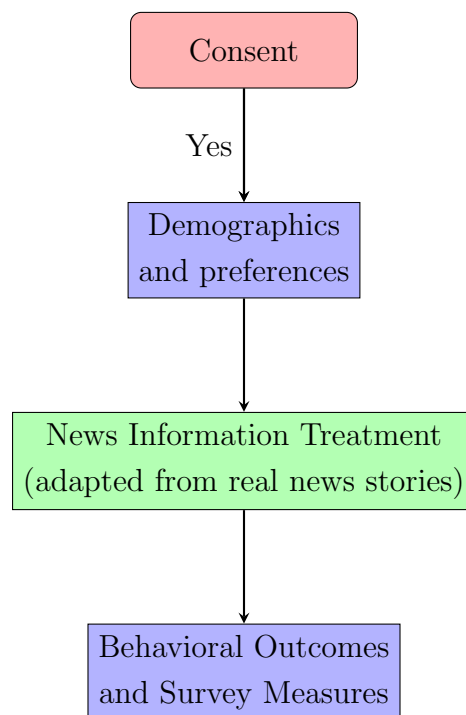 Consent
Yes
Demographics
and preferences
News Information Treatment
(adapted from real news stories)
Behavioral Outcomes
and Survey Measures